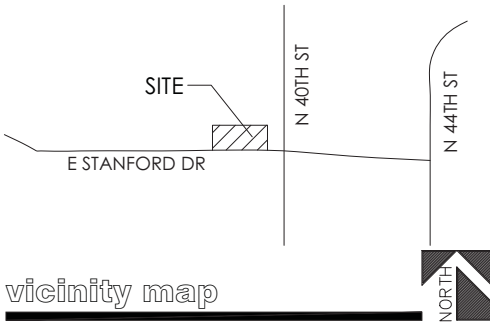 SITE
N 40TH ST
N 44TH ST
E STANFORD DR
vicinity map
NORTH